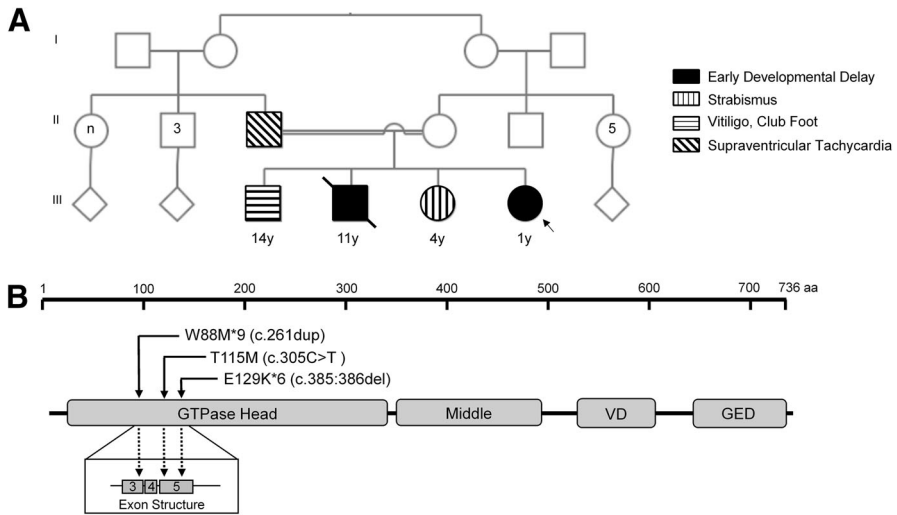 A
I
II
III
n
3
5
14y
11y
4y
1y
Early Developmental Delay
Strabismus
Vitiligo, Club Foot
Supraventricular Tachycardia
B
1 100 200 300 400 500 600 700 736 aa
W88M*9 (c.261dup)
T115M (c.305C>T )
E129K*6 (c.385:386del)
GTPase Head Middle VD GED
3 4 5
Exon Structure